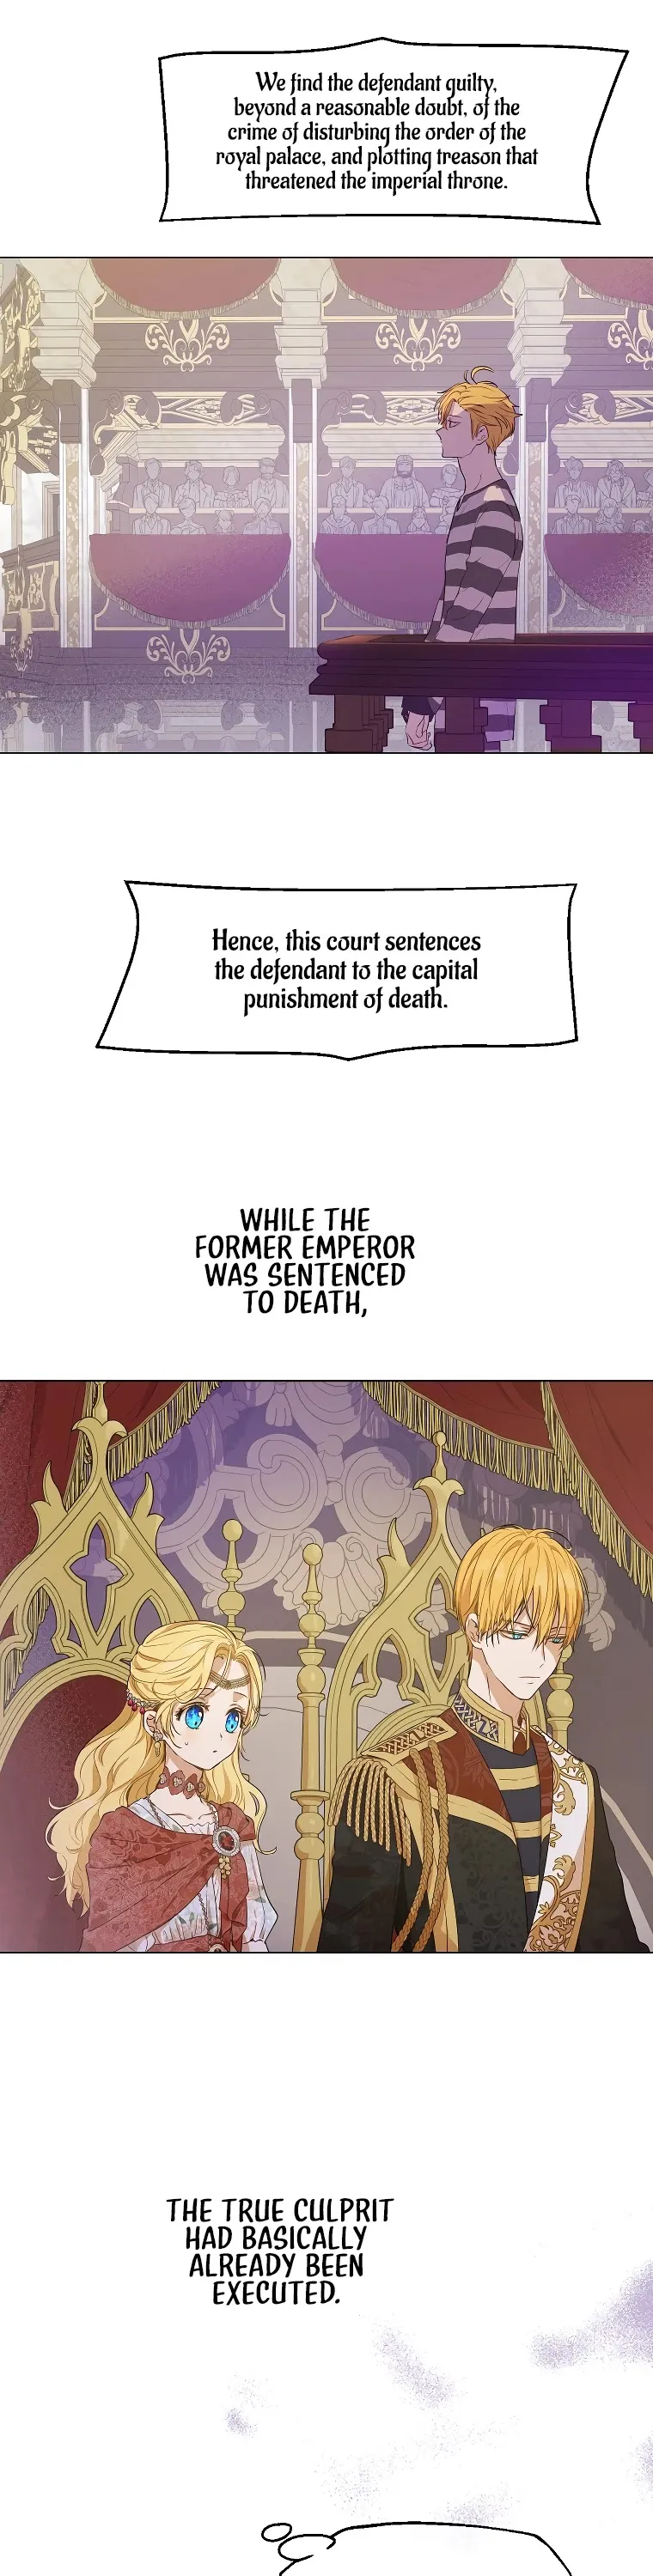 We find the defendant guilty,
beyond a reasonable doubt, of the
crime of disturbing the order of the
royal palace, and plotting treason that
threatened the imperial throne.
Hence, this court sentences
the defendant to the capital
punishment of death.
WHILE THE
FORMER EMPEROR
WAS SENTENCED
TO DEATH,
THE TRUE CULPRIT
HAD BASICALLY
ALREADY BEEN
EXECUTED.